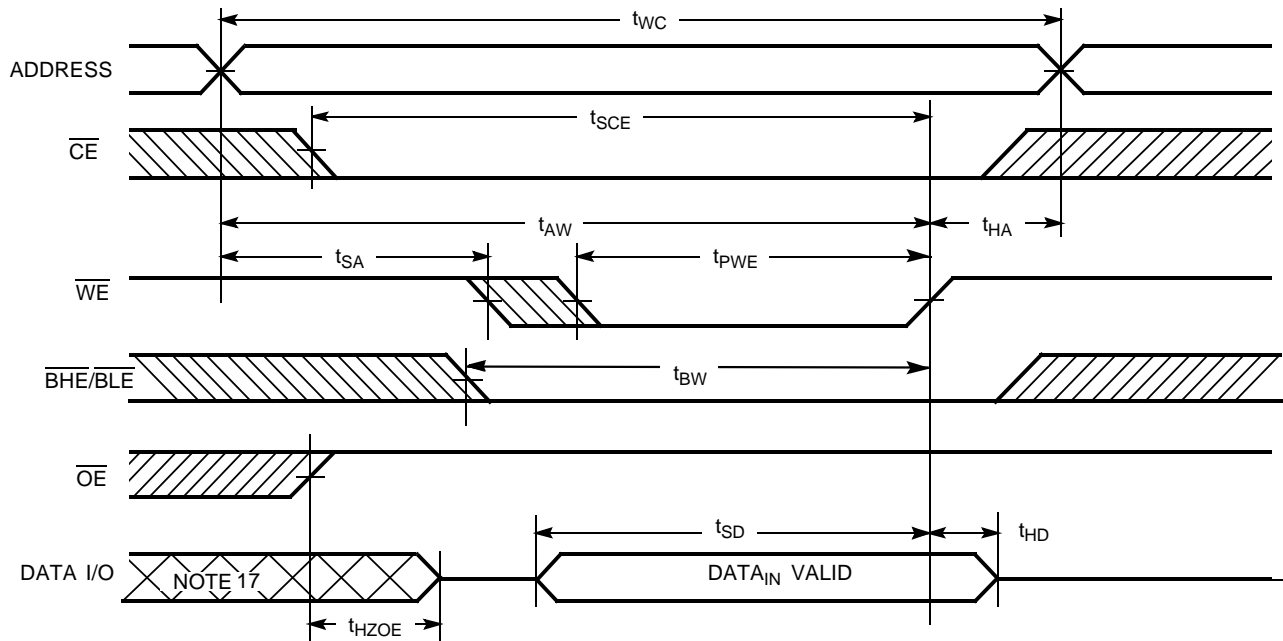 tWC
ADDRESS
tSCE
CE
tAW
tHA
tSA
tPWE
WE
BHE/BLE
tBW
OE
tSD
tHD
DATA I/O
NOTE 17
DATAIN VALID
tHZOE